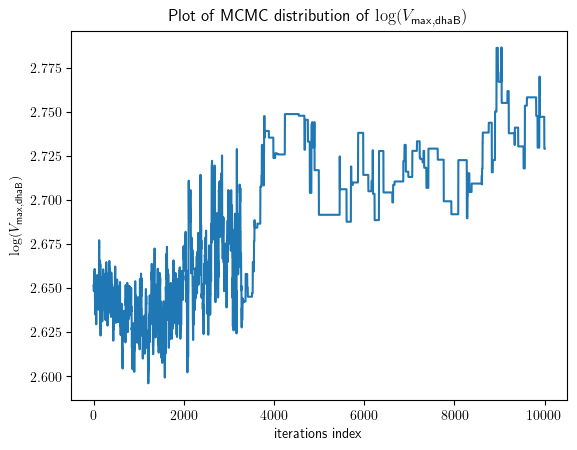 Plot of MCMC distribution of log(V_max,dhaB)
log(V_max,dhaB)
2.775
2.750
2.725
2.700
2.675
2.650
2.625
2.600
0 2000 4000 6000 8000 10000
iterations index